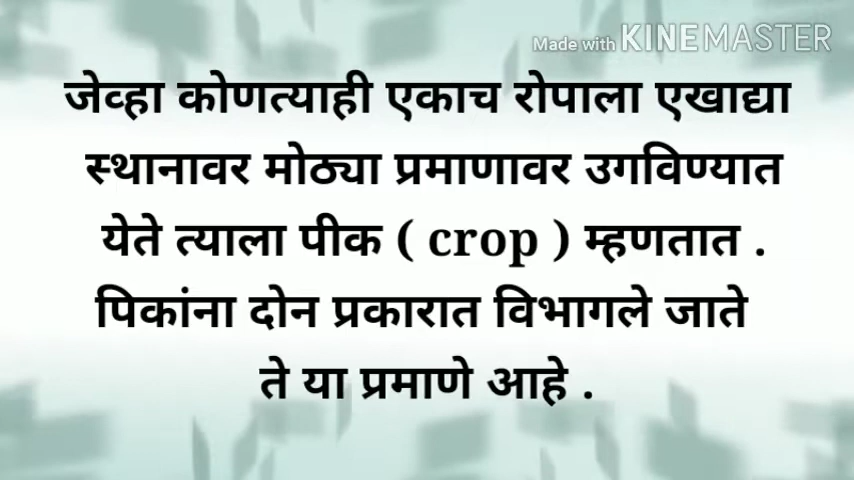 Made with KINEMASTER
जेव्हा कोणत्याही एकाच रोपाला एखाद्या
स्थानावर मोठ्या प्रमाणावर उगविण्यात
येते त्याला पीक ( crop ) म्हणतात .
पिकांना दोन प्रकारात विभागले जाते
ते या प्रमाणे आहे .